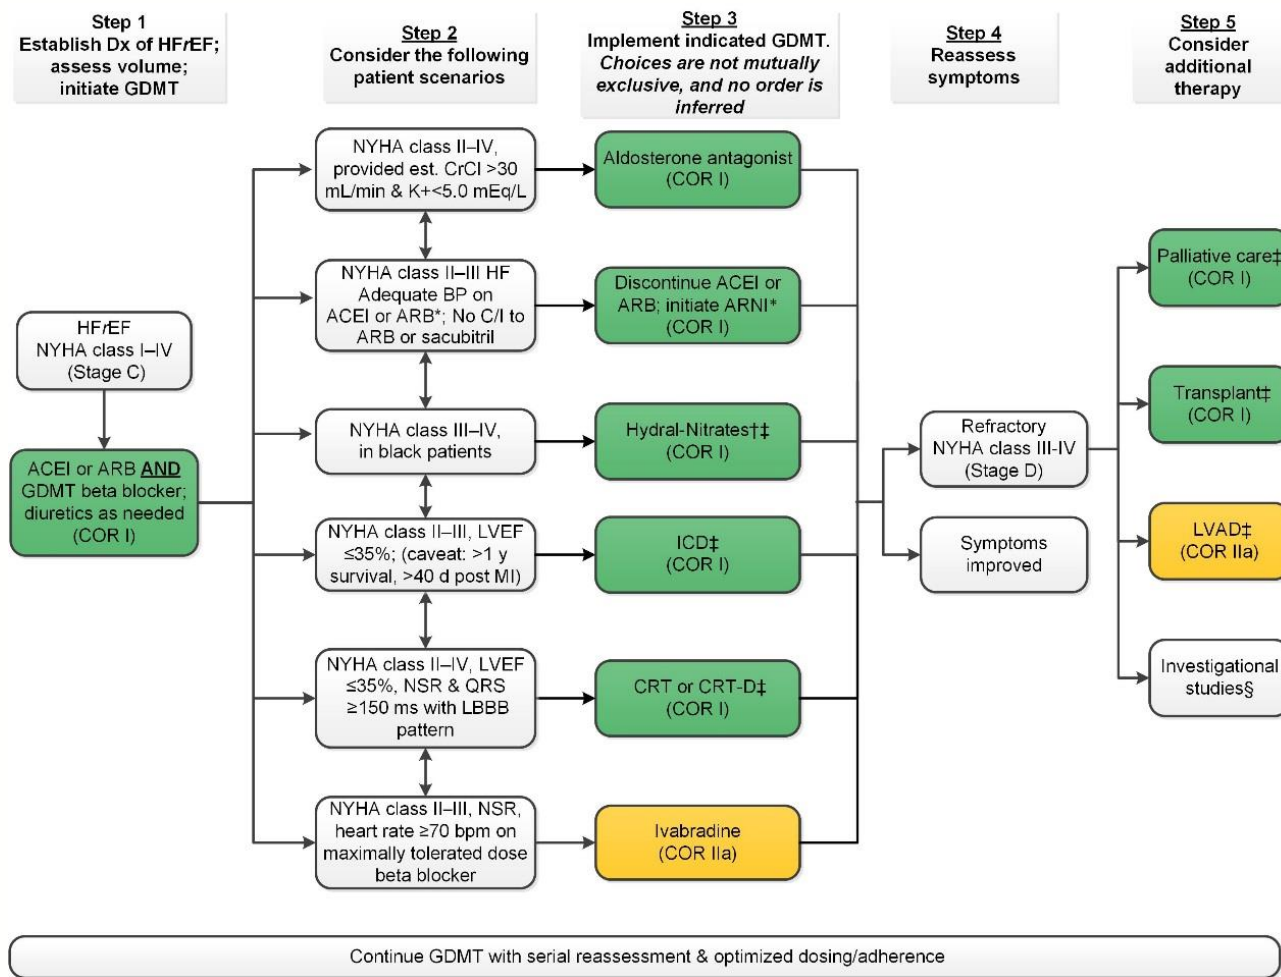 Step 1
Establish Dx of HFrEF;
assess volume;
initiate GDMT
Step 2
Consider the following
patient scenarios
Step 3
Implement indicated GDMT.
Choices are not mutually
exclusive, and no order is
inferred
Step 4
Reassess
symptoms
Step 5
Consider
additional
therapy
HFrEF
NYHA class I–IV
(Stage C)
ACEI or ARB AND
GDMT beta blocker;
diuretics as needed
(COR I)
NYHA class II–IV,
provided est. CrCl >30
mL/min & K+<5.0 mEq/L
Aldosterone antagonist
(COR I)
NYHA class II–III HF
Adequate BP on
ACEI or ARB*; No C/I to
ARB or sacubitril
Discontinue ACEI or
ARB; initiate ARNI*
(COR I)
NYHA class III–IV,
in black patients
Hydral-Nitrates†‡
(COR I)
NYHA class II–III, LVEF
≤35%; (caveat: >1 y
survival, >40 d post MI)
ICD‡
(COR I)
NYHA class II–IV, LVEF
≤35%, NSR & QRS
≥150 ms with LBBB
pattern
CRT or CRT-D‡
(COR I)
NYHA class II–III, NSR,
heart rate ≥70 bpm on
maximally tolerated dose
beta blocker
Ivabradine
(COR IIa)
Refractory
NYHA class III-IV
(Stage D)
Symptoms
improved
Palliative care‡
(COR I)
Transplant‡
(COR I)
LVAD‡
(COR IIa)
Investigational
studies§
Continue GDMT with serial reassessment & optimized dosing/adherence